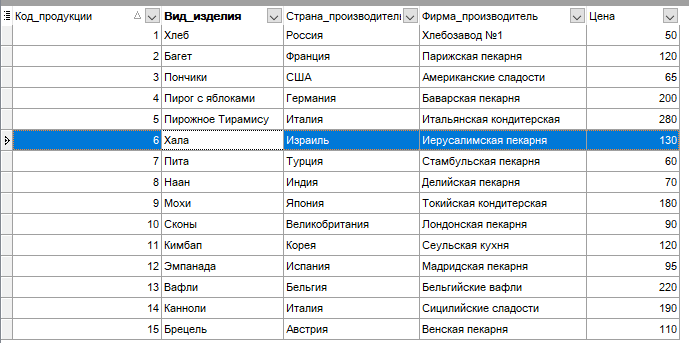 Код_продукции Вид_изделия Страна_производитель Фирма_производитель Цена
1 Хлеб Россия Хлебозавод №1 50
2 Багет Франция Парижская пекарня 120
3 Пончики США Американские сладости 65
4 Пирог с яблоками Германия Баварская пекарня 200
5 Пирожное Тирамису Италия Итальянская кондитерская 280
6 Хала Израиль Иерусалимская пекарня 130
7 Пита Турция Стамбульская пекарня 60
8 Наан Индия Делийская пекарня 70
9 Мохи Япония Токийская кондитерская 180
10 Сконы Великобритания Лондонская пекарня 90
11 Кимбап Корея Сеульская кухня 120
12 Эмпанада Испания Мадридская пекарня 95
13 Вафли Бельгия Бельгийские вафли 220
14 Канноли Италия Сицилийские сладости 190
15 Брецель Австрия Венская пекарня 110